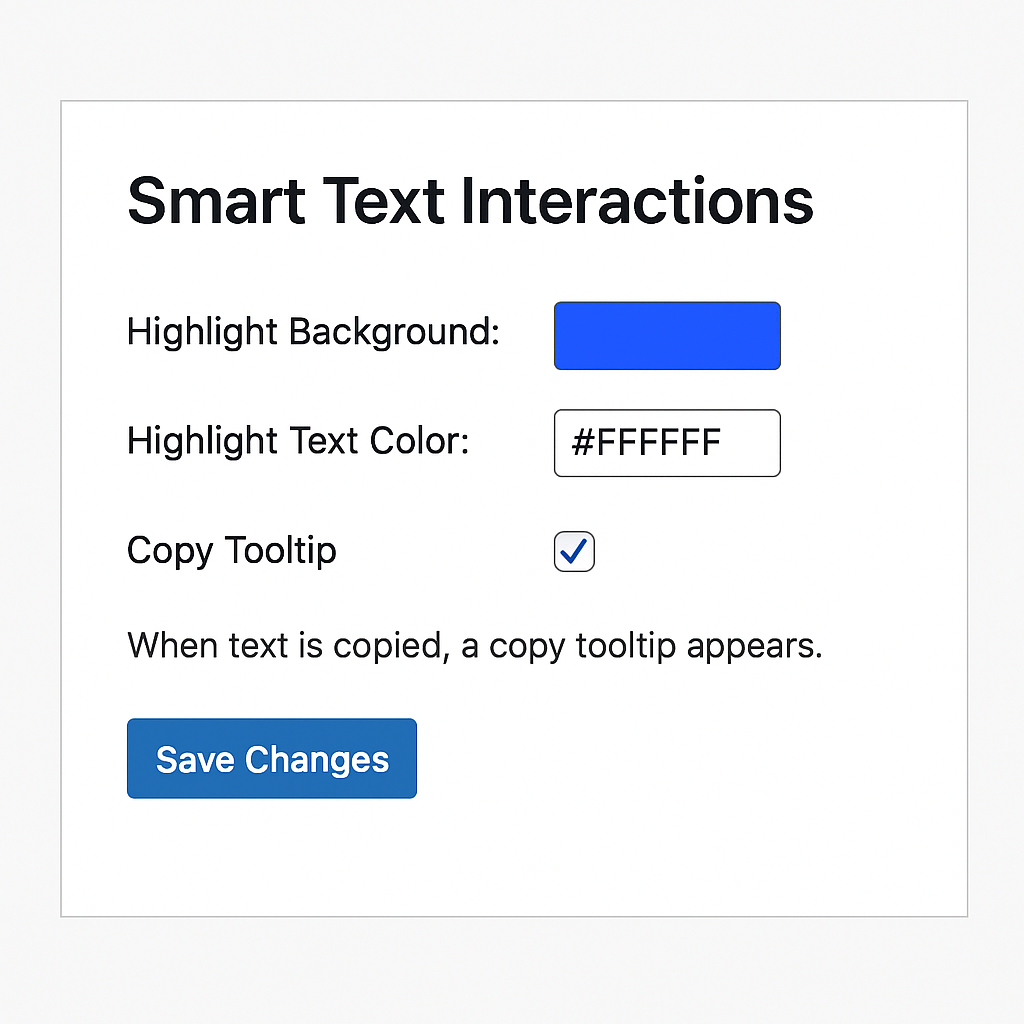 Smart Text Interactions
Highlight Background:
Highlight Text Color: #FFFFFF
Copy Tooltip
When text is copied, a copy tooltip appears.
Save Changes